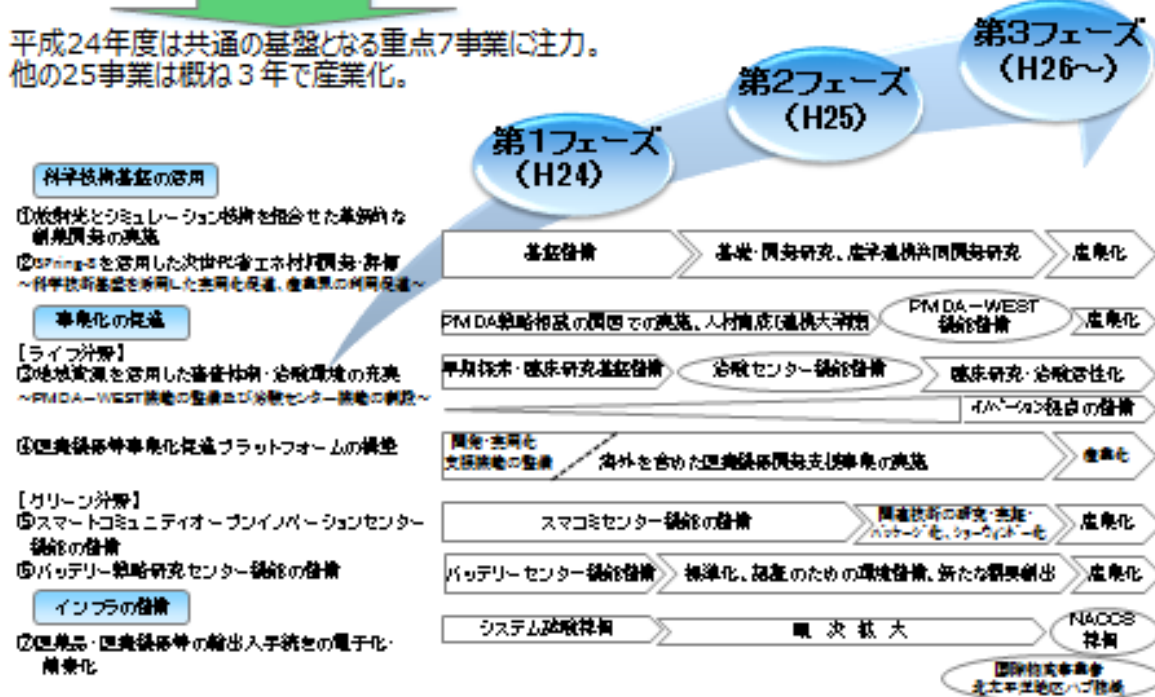 平成24年度は共通の基盤となる重点7事業に注力。
他の25事業は概ね３年で産業化。
第1フェーズ
(H24)
第2フェーズ
(H25)
第3フェーズ
(H26～)
科学技術基盤の活用
①放射光とシミュレーション技術を組合せた革新的な
創薬開発の実施
②SPring-8を活用した次世代省エネ材料開発・評価
～科学技術基盤を活用した実用化促進、産業界の利用促進～
基盤整備
基礎・開発研究、産学連携共同開発研究
産業化
事業化の促進
PMDA戦略相談の関西での実施、人材育成(連携大学院)
PMDA－WEST
機能整備
産業化
【ライフ分野】
③地域資源を活用した審査体制・治験環境の充実
～PMDA－WEST機能の整備及び治験センター機能の創設～
早期探索・臨床研究基盤整備
治験センター機能整備
臨床研究・治験活性化
イノベーション拠点の整備
④医療機器等事業化促進プラットフォームの構築
開発・実用化
支援機能の整備
海外を含めた医療機器開発支援事業の実施
産業化
【グリーン分野】
⑤スマートコミュニティオープンイノベーションセンター
機能の整備
スマコミセンター機能の整備
関連技術の研究・実証・
パッケージ化、ショーウィンドー化
産業化
⑥バッテリー戦略研究センター機能の整備
バッテリーセンター機能整備
標準化、認証のための環境整備、新たな需要創出
産業化
インフラの整備
⑦医薬品・医療機器等の輸出入手続きの電子化・
簡素化
システム試験稼働
順次拡大
NACCS
稼働
国際物流事業者
北太平洋地区ハブ機能